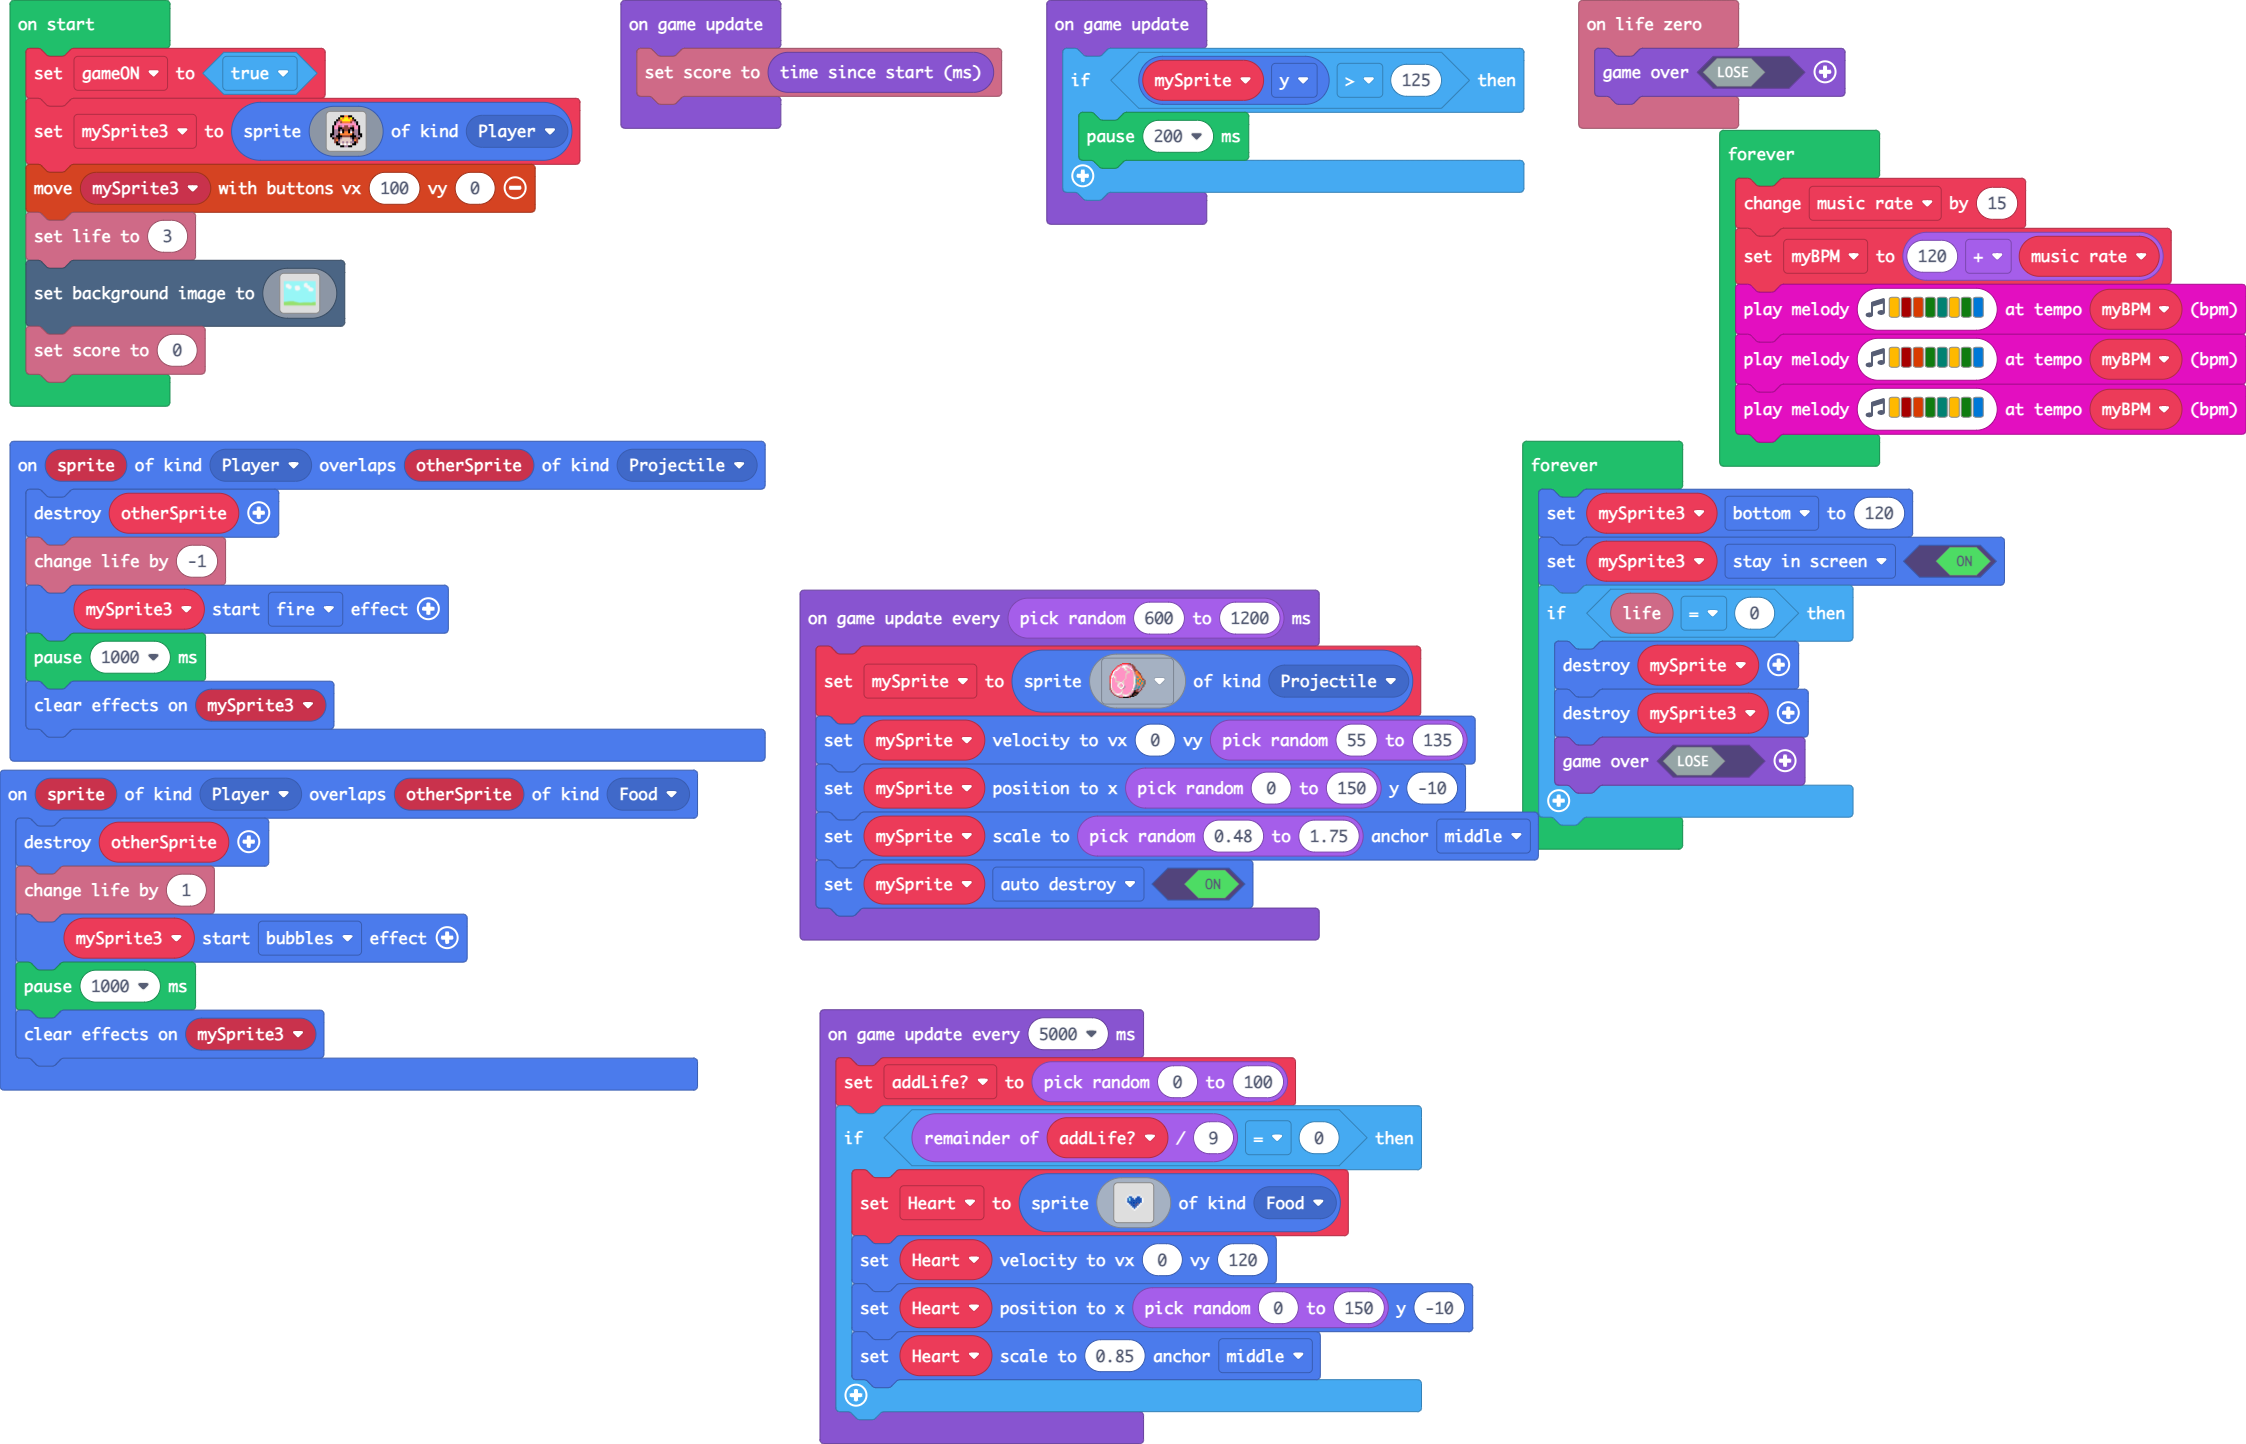 on start
set gameON to true
set mySprite3 to sprite of kind Player
move mySprite3 with buttons vx 100 vy 0
set life to 3
set background image to
set score to 0
on game update
set score to time since start (ms)
on game update
if mySprite y > 125 then
pause 200 ms
on life zero
game over LOSE
forever
change music rate by 15
set myBPM to 120 + music rate
play melody at tempo myBPM (bpm)
play melody at tempo myBPM (bpm)
play melody at tempo myBPM (bpm)
on sprite of kind Player overlaps otherSprite of kind Projectile
destroy otherSprite
change life by -1
mySprite3 start fire effect
pause 1000 ms
clear effects on mySprite3
on sprite of kind Player overlaps otherSprite of kind Food
destroy otherSprite
change life by 1
mySprite3 start bubbles effect
pause 1000 ms
clear effects on mySprite3
on game update every pick random 600 to 1200 ms
set mySprite to sprite of kind Projectile
set mySprite velocity to vx 0 vy pick random 55 to 135
set mySprite position to x pick random 0 to 150 y -10
set mySprite scale to pick random 0.48 to 1.75 anchor middle
set mySprite auto destroy ON
forever
set mySprite3 bottom to 120
set mySprite3 stay in screen ON
if life = 0 then
destroy mySprite
destroy mySprite3
game over LOSE
on game update every 5000 ms
set addLife? to pick random 0 to 100
if remainder of addLife? / 9 = 0 then
set Heart to sprite of kind Food
set Heart velocity to vx 0 vy 120
set Heart position to x pick random 0 to 150 y -10
set Heart scale to 0.85 anchor middle